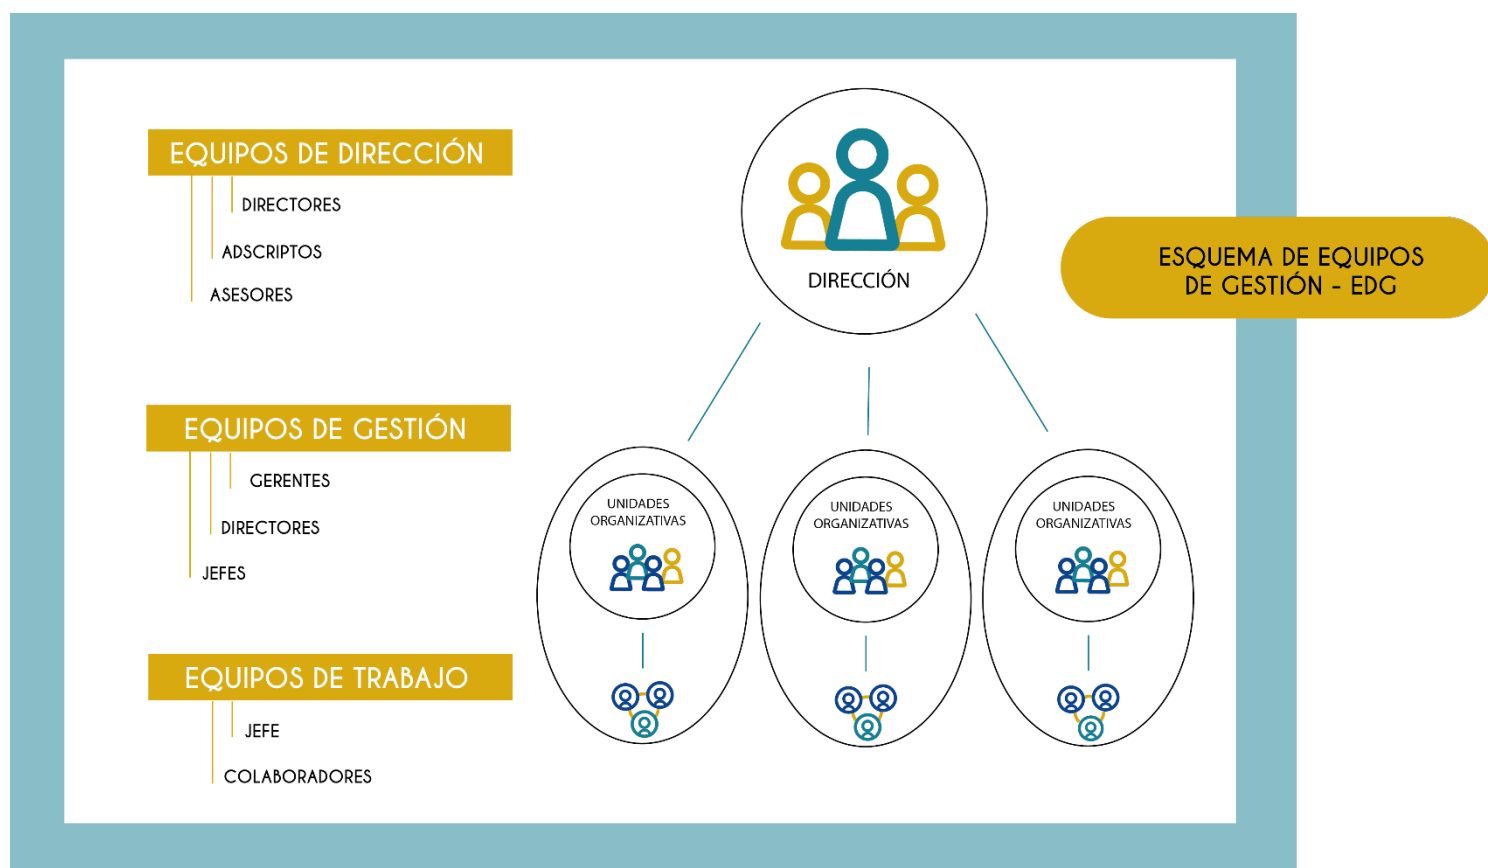 EQUIPOS DE DIRECCIÓN
DIRECTORES
ADSCRIPTOS
ASESORES
EQUIPOS DE GESTIÓN
GERENTES
DIRECTORES
JEFES
EQUIPOS DE TRABAJO
JEFE
COLABORADORES
DIRECCIÓN
UNIDADES
ORGANIZATIVAS
UNIDADES
ORGANIZATIVAS
UNIDADES
ORGANIZATIVAS
ESQUEMA DE EQUIPOS
DE GESTIÓN - EDG